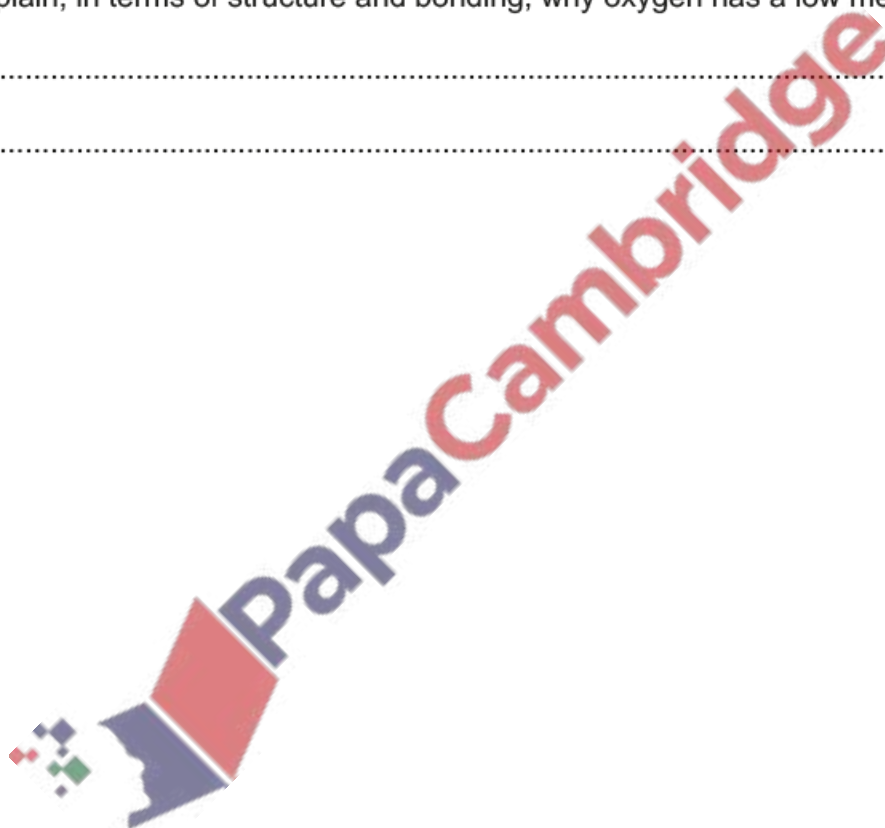 in terms of structure and bonding, why oxygen has a low
PapaCambridge